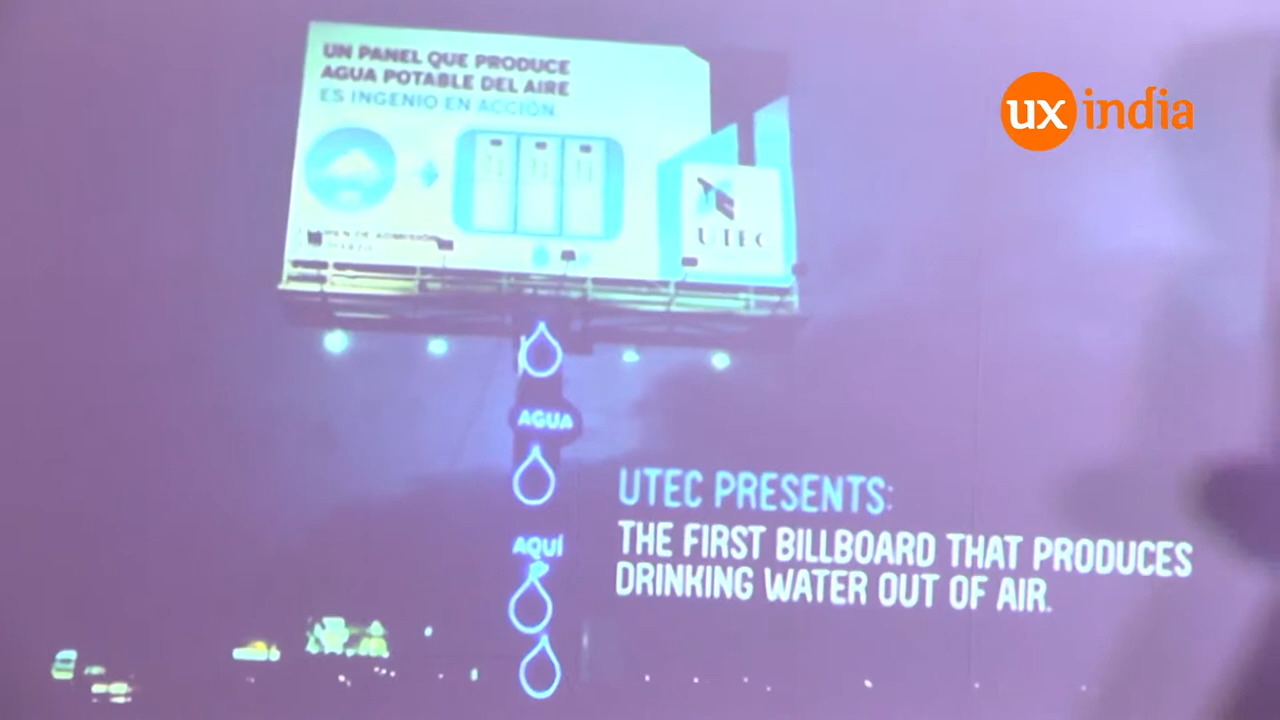 UN PANEL QUE PRODUCE
AGUA POTABLE DEL AIRE
ES INGENIO EN ACCIÓN.
ux india
UTEC
AGUA
AQUÍ
UTEC PRESENTS:
THE FIRST BILLBOARD THAT PRODUCES
DRINKING WATER OUT OF AIR.